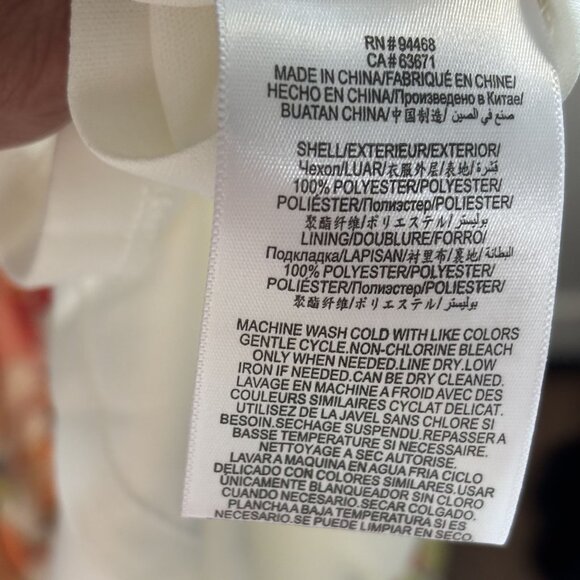 RN# 94468
CA# 63671
MADE IN CHINA/FABRIQUÉ EN CHINE/
HECHO EN CHINA/Произведено в Китае/
BUATAN CHINA/中国制造/ صنع في الصين/
SHELL/EXTERIEUR/EXTERIOR/
Чехол/LUAR/衣服外层/表地/ قشرة/
100% POLYESTER/POLYESTER/
POLIÉSTER/Полиэстер/POLIESTER/
聚酯纤维/ポリエステル/ بوليستر/
LINING/DOUBLURE/FORRO/
Подкладка/LAPISAN/衬里布/裏地/ البطانة/
100% POLYESTER/POLYESTER/
POLIÉSTER/Полиэстер/POLIESTER/
聚酯纤维/ポリエステル/ بوليستر/
MACHINE WASH COLD WITH LIKE COLORS
GENTLE CYCLE.NON-CHLORINE BLEACH
ONLY WHEN NEEDED.LINE DRY.LOW
IRON IF NEEDED.CAN BE DRY CLEANED.
LAVAGE EN MACHINE A FROID AVEC DES
COULEURS SIMILAIRES CYCLAT DELICAT.
UTILISEZ DE LA JAVEL SANS CHLORE SI
BESOIN.SECHAGE SUSPENDU.REPASSER A
BASSE TEMPERATURE SI NECESSAIRE.
NETTOYAGE A SEC AUTORISE.
LAVAR A MAQUINA EN AGUA FRIA CICLO
DELICADO CON COLORES SIMILARES.USAR
ÚNICAMENTE BLANQUEADOR SIN CLORO
CUANDO NECESARIO.SECAR COLGADO.
PLANCHA A BAJA TEMPERATURA SI ES
NECESARIO.SE PUEDE LIMPIAR EN SECO